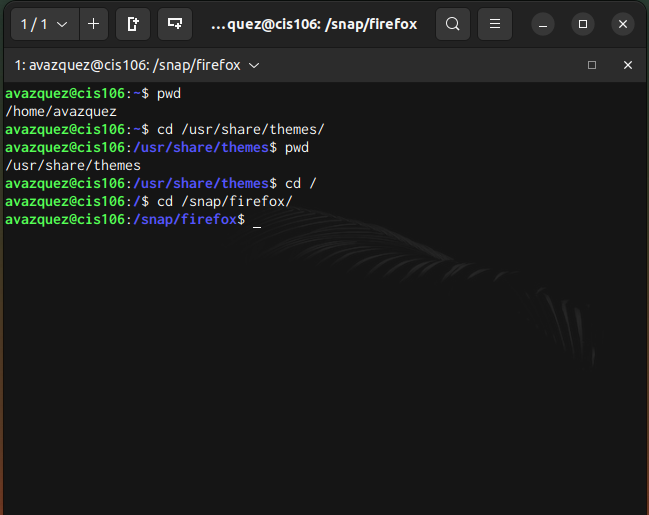 1 / 1
...quez@cis106: /snap/firefox
1: avazquez@cis106: /snap/firefox
avazquez@cis106:~$ pwd
/home/avazquez
avazquez@cis106:~$ cd /usr/share/themes/
avazquez@cis106:/usr/share/themes$ pwd
/usr/share/themes
avazquez@cis106:/usr/share/themes$ cd /
avazquez@cis106:/$ cd /snap/firefox/
avazquez@cis106:/snap/firefox$ _